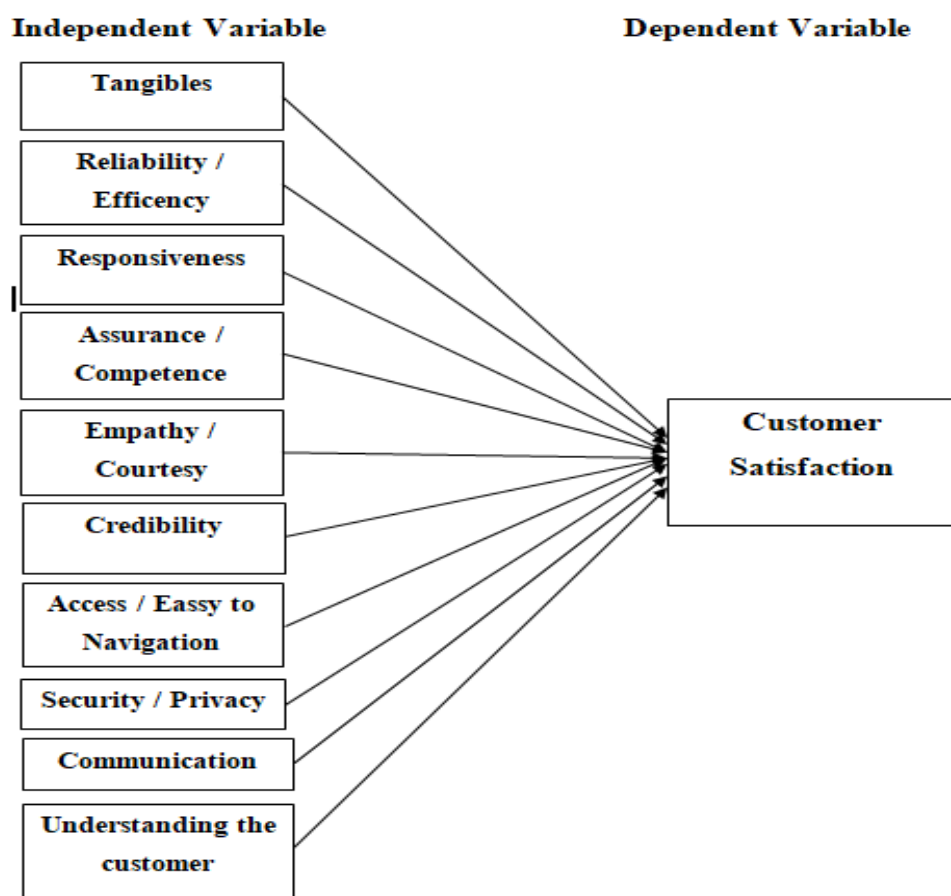 Independent Variable
Dependent Variable
Tangibles
Reliability /
Efficency
Responsiveness
Assurance /
Competence
Empathy /
Courtesy
Credibility
Access / Eassy to
Navigation
Security / Privacy
Communication
Understanding the
customer
Customer
Satisfaction